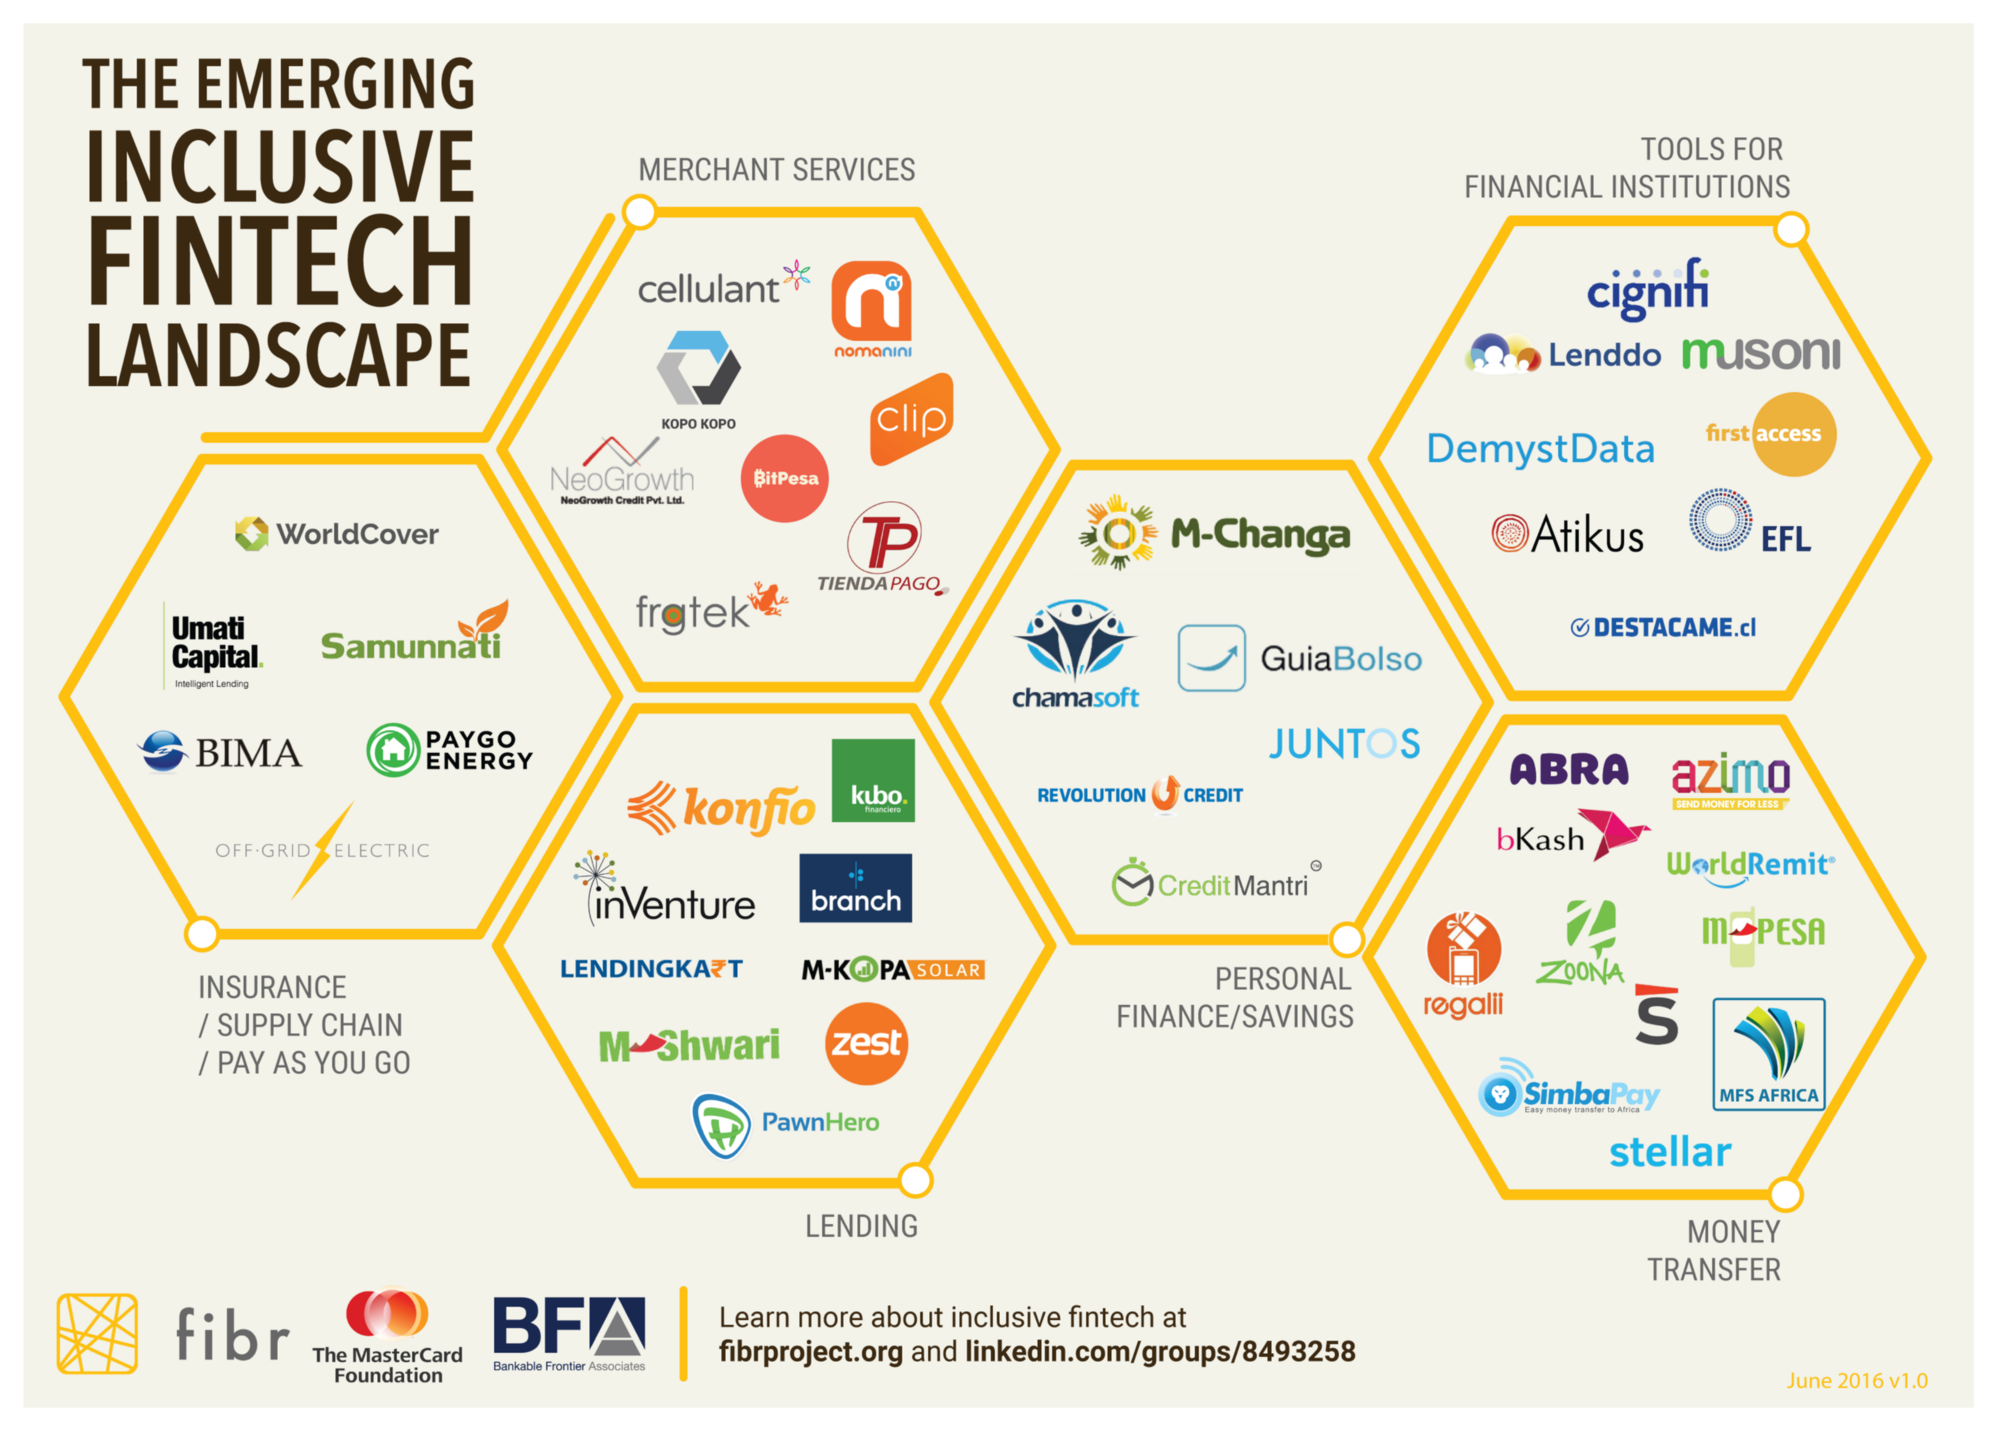 THE EMERGING
INCLUSIVE
FINTECH
LANDSCAPE
MERCHANT SERVICES
cellulant
n
n
nomanini
KOPO KOPO
clip
NeoGrowth
NeoGrowth Credit Pvt. Ltd.
BitPesa
TP
TIENDA PAGO
frogtek
TOOLS FOR
FINANCIAL INSTITUTIONS
cignifi
Lenddo
musoni
DemystData
first access
Atikus
EFL
DESTACAME.cl
WorldCover
Umati
Capital.
Intelligent Lending
Samunnati
BIMA
PAYGO
ENERGY
OFF·GRID ELECTRIC
INSURANCE
/ SUPPLY CHAIN
/ PAY AS YOU GO
M-Changa
chamasoft
GuiaBolso
JUNTOS
REVOLUTION CREDIT
CreditMantri
TM
PERSONAL
FINANCE/SAVINGS
konfio
kubo.
financiero
inVenture
branch
LENDINGKA₹T
M-KOPA SOLAR
M-Shwari
zest
PawnHero
LENDING
ABRA
azimo
SEND MONEY FOR LESS
bKash
WorldRemit®
regalii
ZOONA
m-PESA
S
MFS AFRICA
SimbaPay
Easy money transfer to Africa
stellar
MONEY
TRANSFER
fibr
The MasterCard
Foundation
BFA
Bankable Frontier Associates
Learn more about inclusive fintech at
fibrproject.org and linkedin.com/groups/8493258
June 2016 v1.0